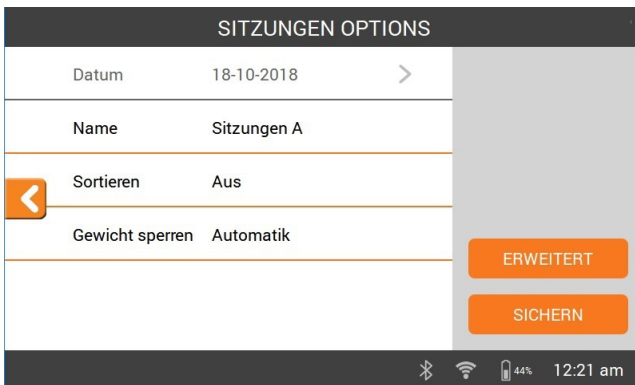 SITZUNGEN OPTIONS
Datum 18-10-2018
Name Sitzungen A
Sortieren Aus
Gewicht sperren Automatik
ERWEITERT
SICHERN
44% 12:21 am